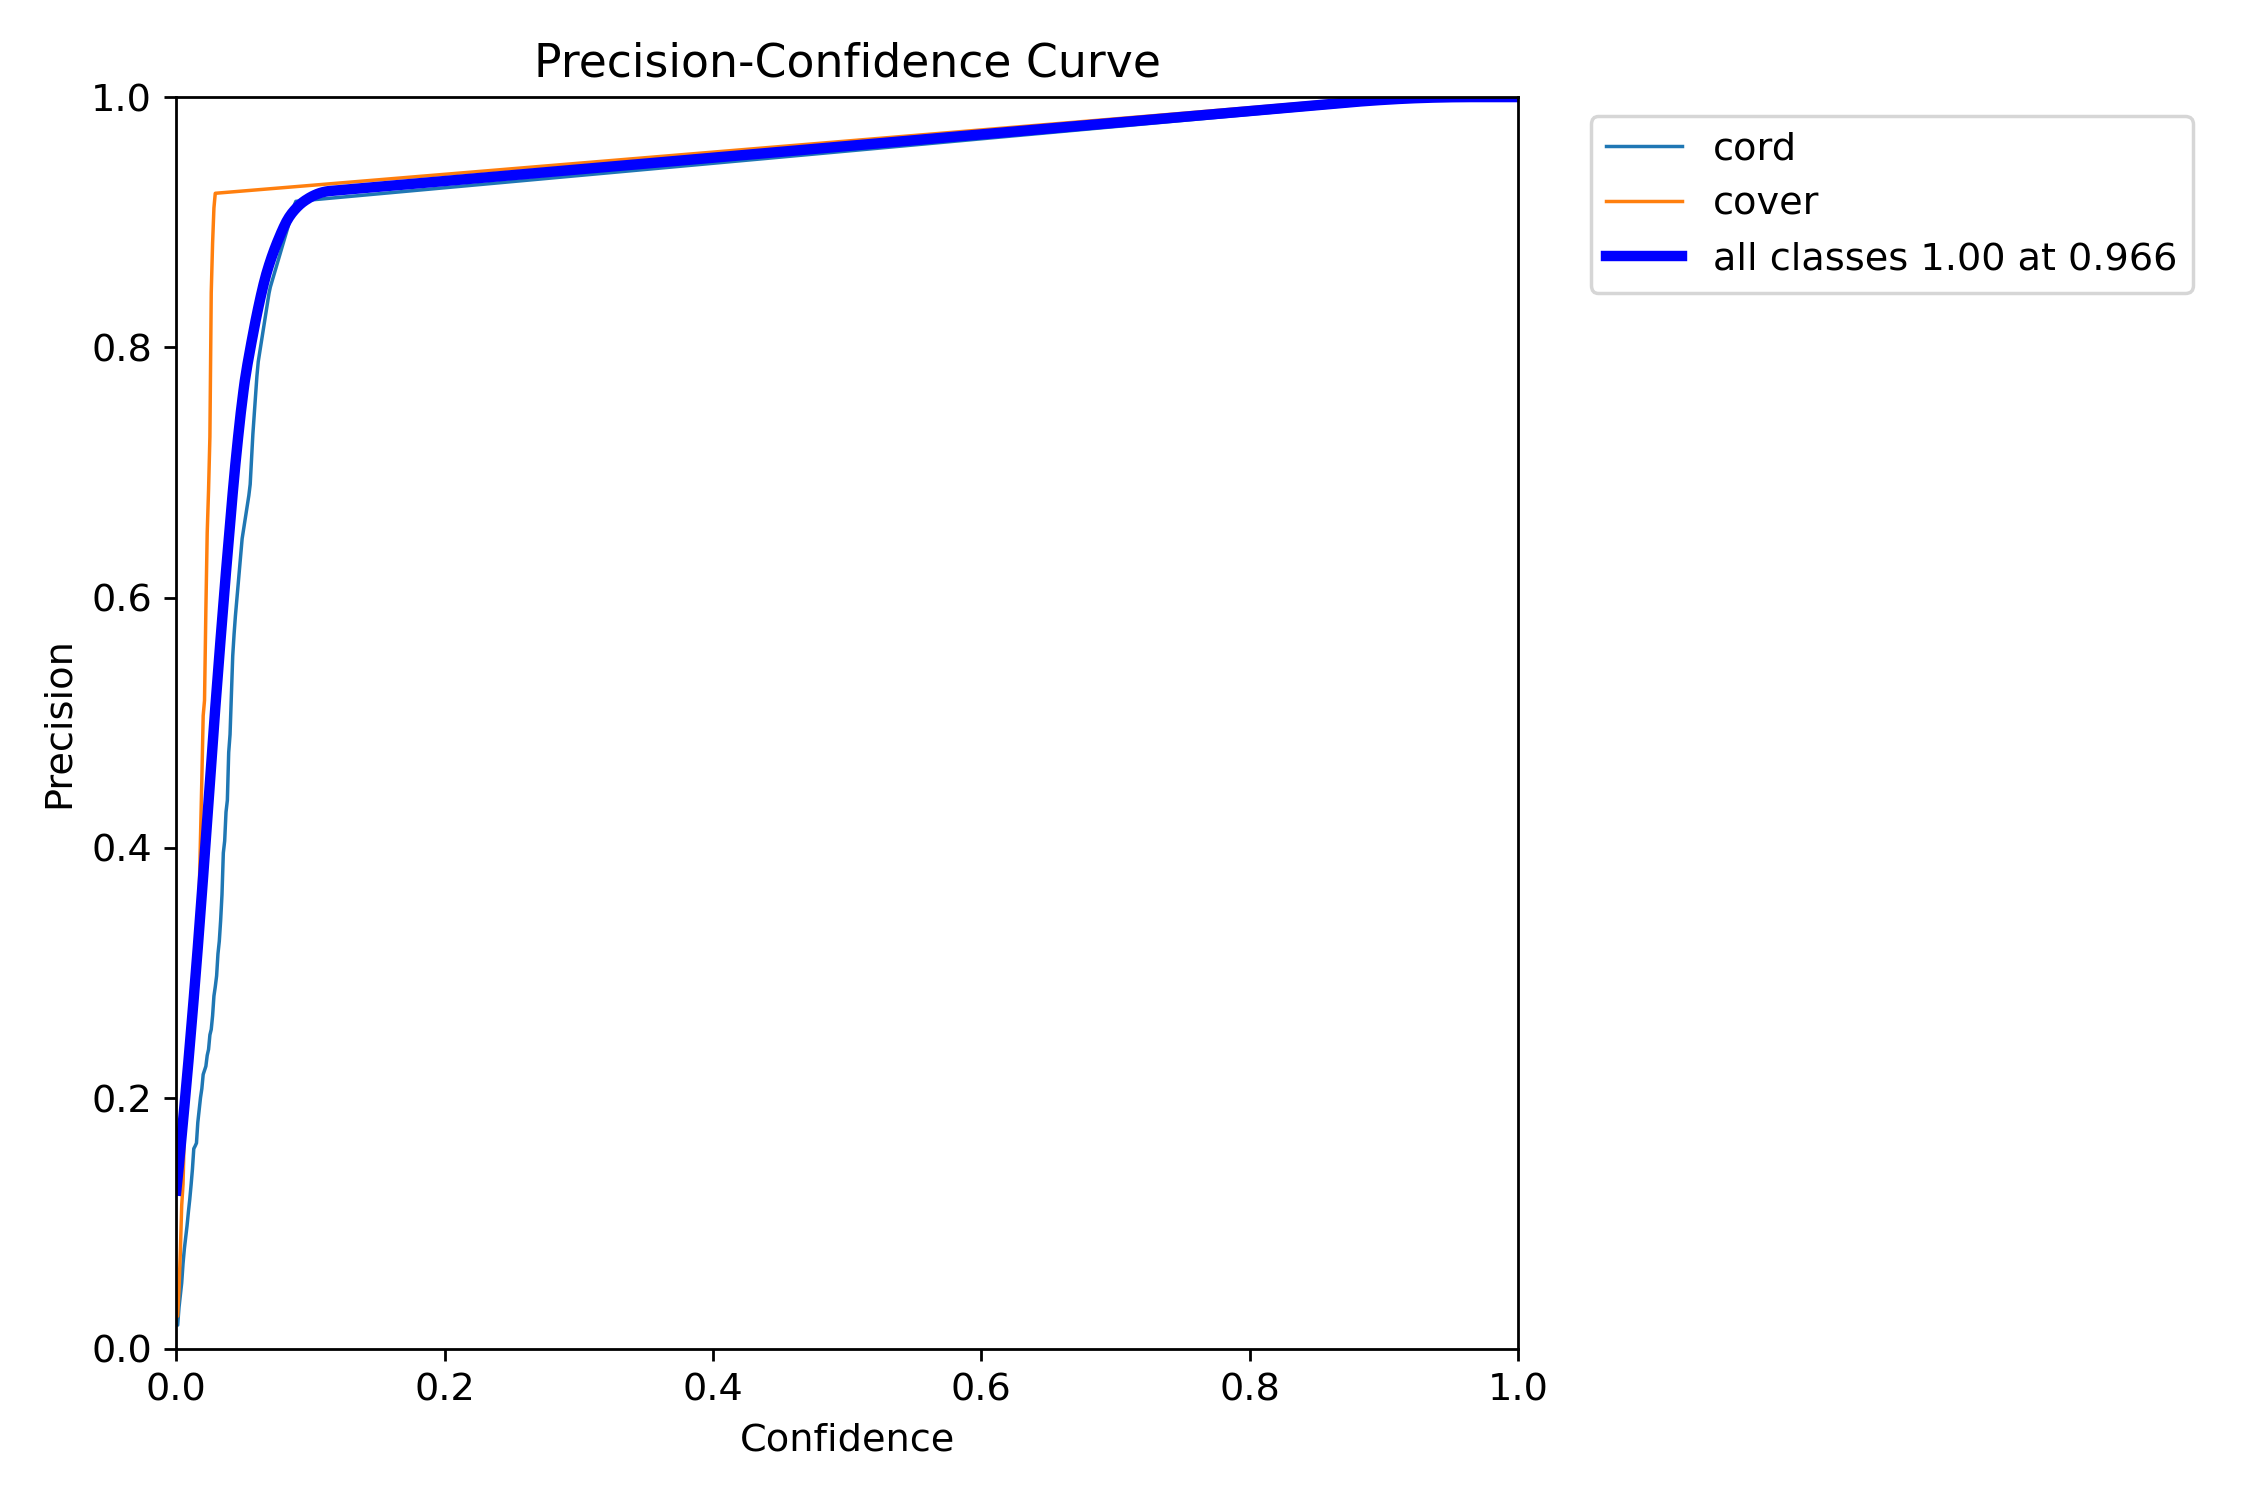 Precision-Confidence Curve
1.0
0.8
0.6
0.4
0.2
0.0
Precision
0.0 0.2 0.4 0.6 0.8 1.0
Confidence
cord
cover
all classes 1.00 at 0.966